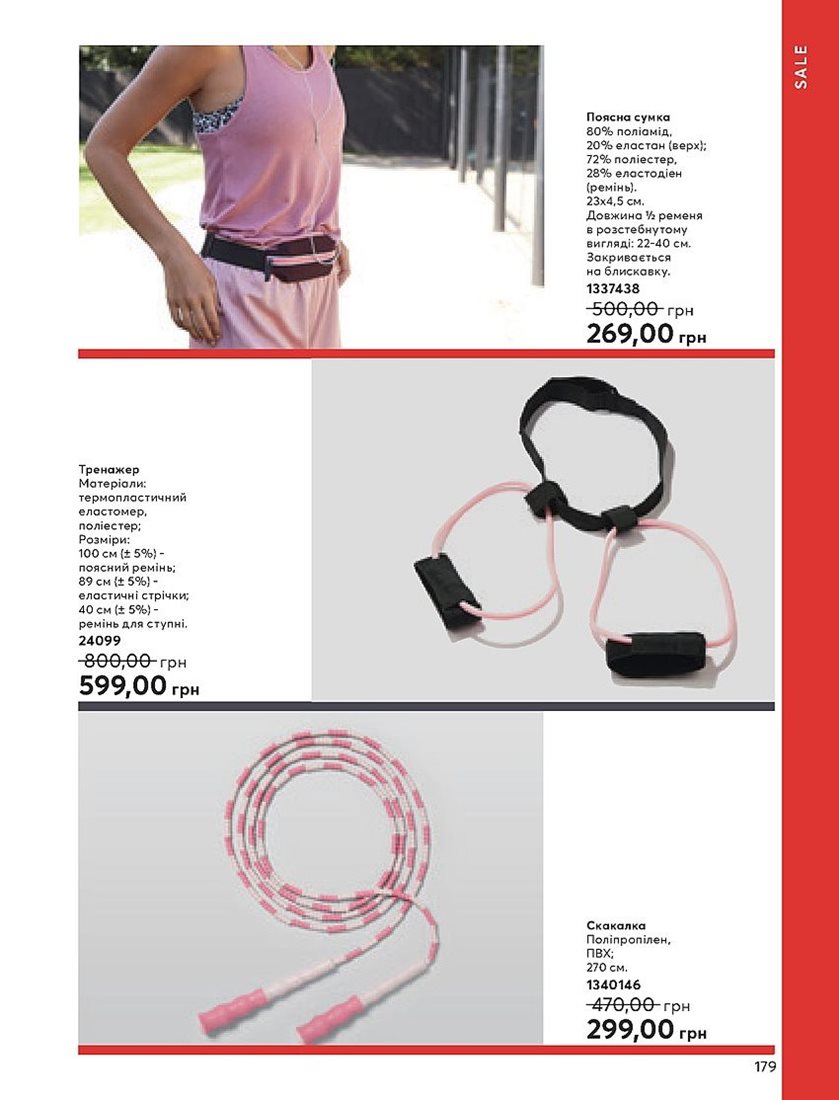 SALE
Поясна сумка
80% поліамід,
20% еластан (верх);
72% поліестер,
28% еластодієн
(ремінь).
23х4,5 см.
Довжина ½ ременя
в розстебнутому
вигляді: 22-40 см.
Закривається
на блискавку.
1337438
500,00 грн
269,00 грн
Тренажер
Матеріали:
термопластичний
еластомер,
поліестер;
Розміри:
100 см (± 5%) -
поясний ремінь;
89 см (± 5%) -
еластичні стрічки;
40 см (± 5%) -
ремінь для ступні.
24099
800,00 грн
599,00 грн
Скакалка
Поліпропілен,
ПВХ;
270 см.
1340146
470,00 грн
299,00 грн
179